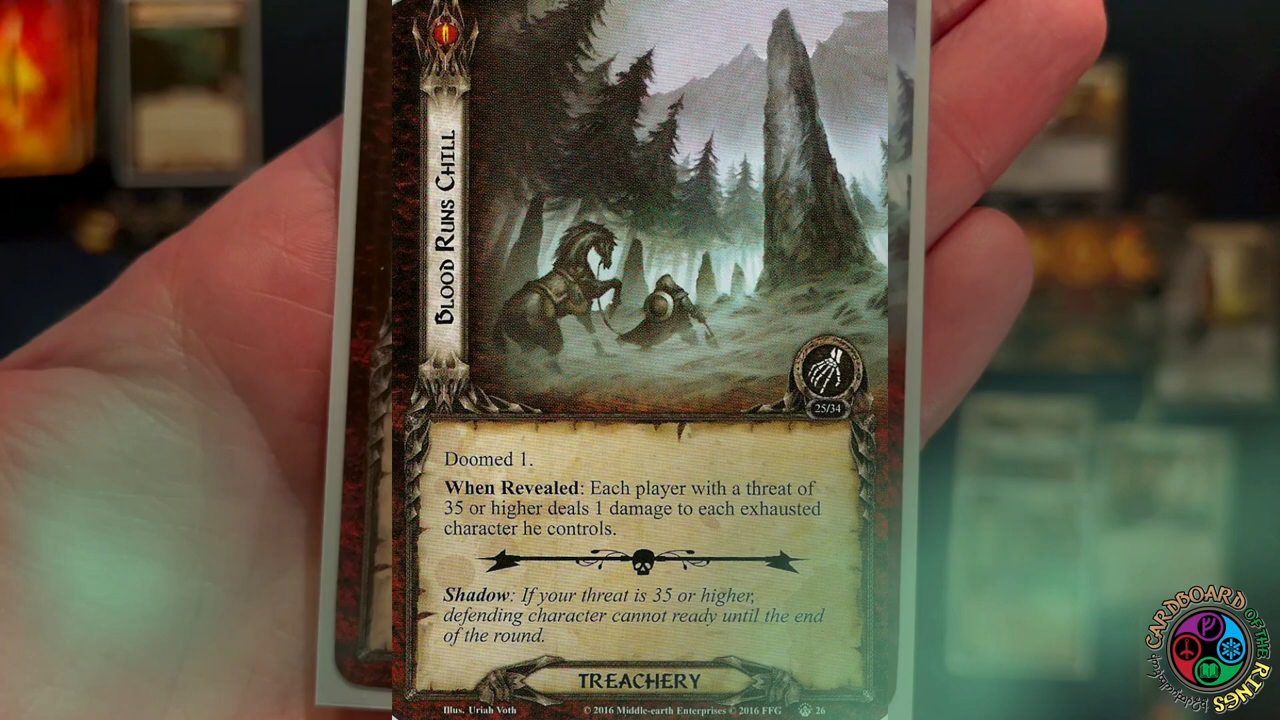 Blood Runs Chill
25/34
Doomed 1.
When Revealed: Each player with a threat of
35 or higher deals 1 damage to each exhausted
character he controls.
Shadow: If your threat is 35 or higher,
defending character cannot ready until the end
of the round.
TREACHERY
Illus. Uriah Voth
© 2016 Middle-earth Enterprises © 2016 FFG
26
CARDBOARD
OF THE
RINGS